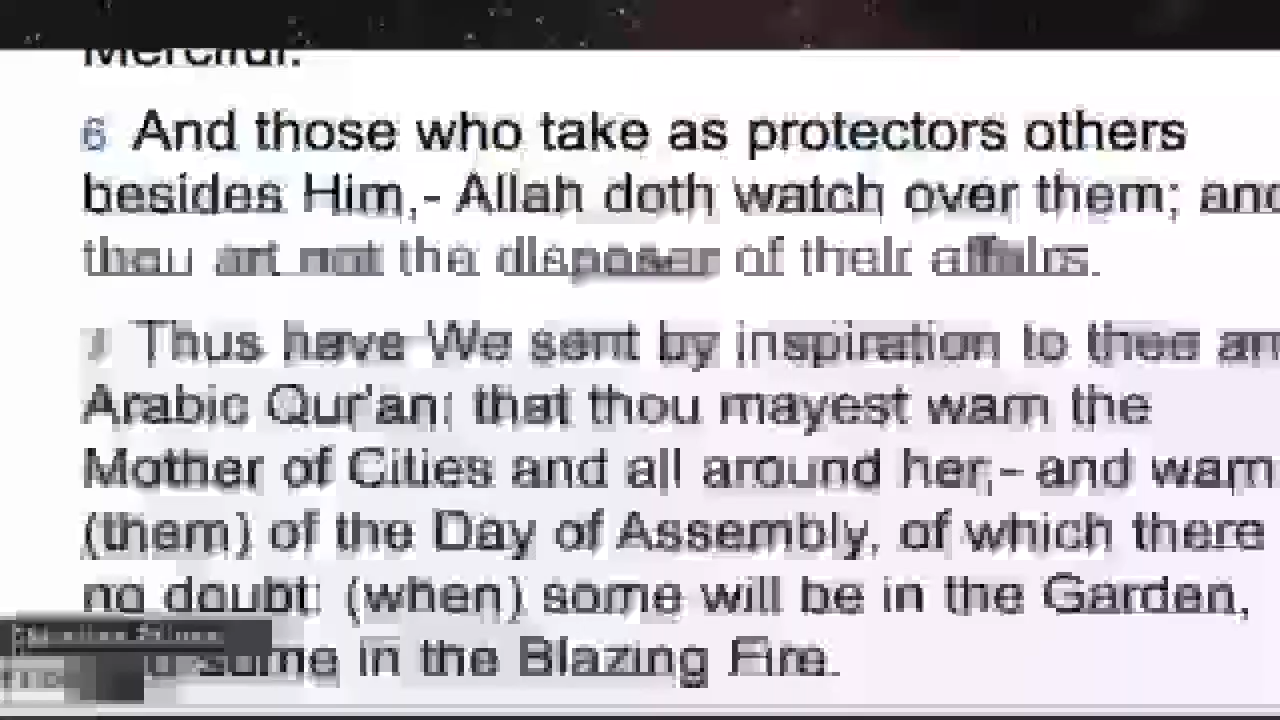 Merciful.
6 And those who take as protectors others
besides Him,- Allah doth watch over them; and
thou art not the disposer of their affairs.
7 Thus have We sent by inspiration to thee an
Arabic Qur'an: that thou mayest warn the
Mother of Cities and all around her,- and warn
(them) of the Day of Assembly, of which there
no doubt: (when) some will be in the Garden,
some in the Blazing Fire.